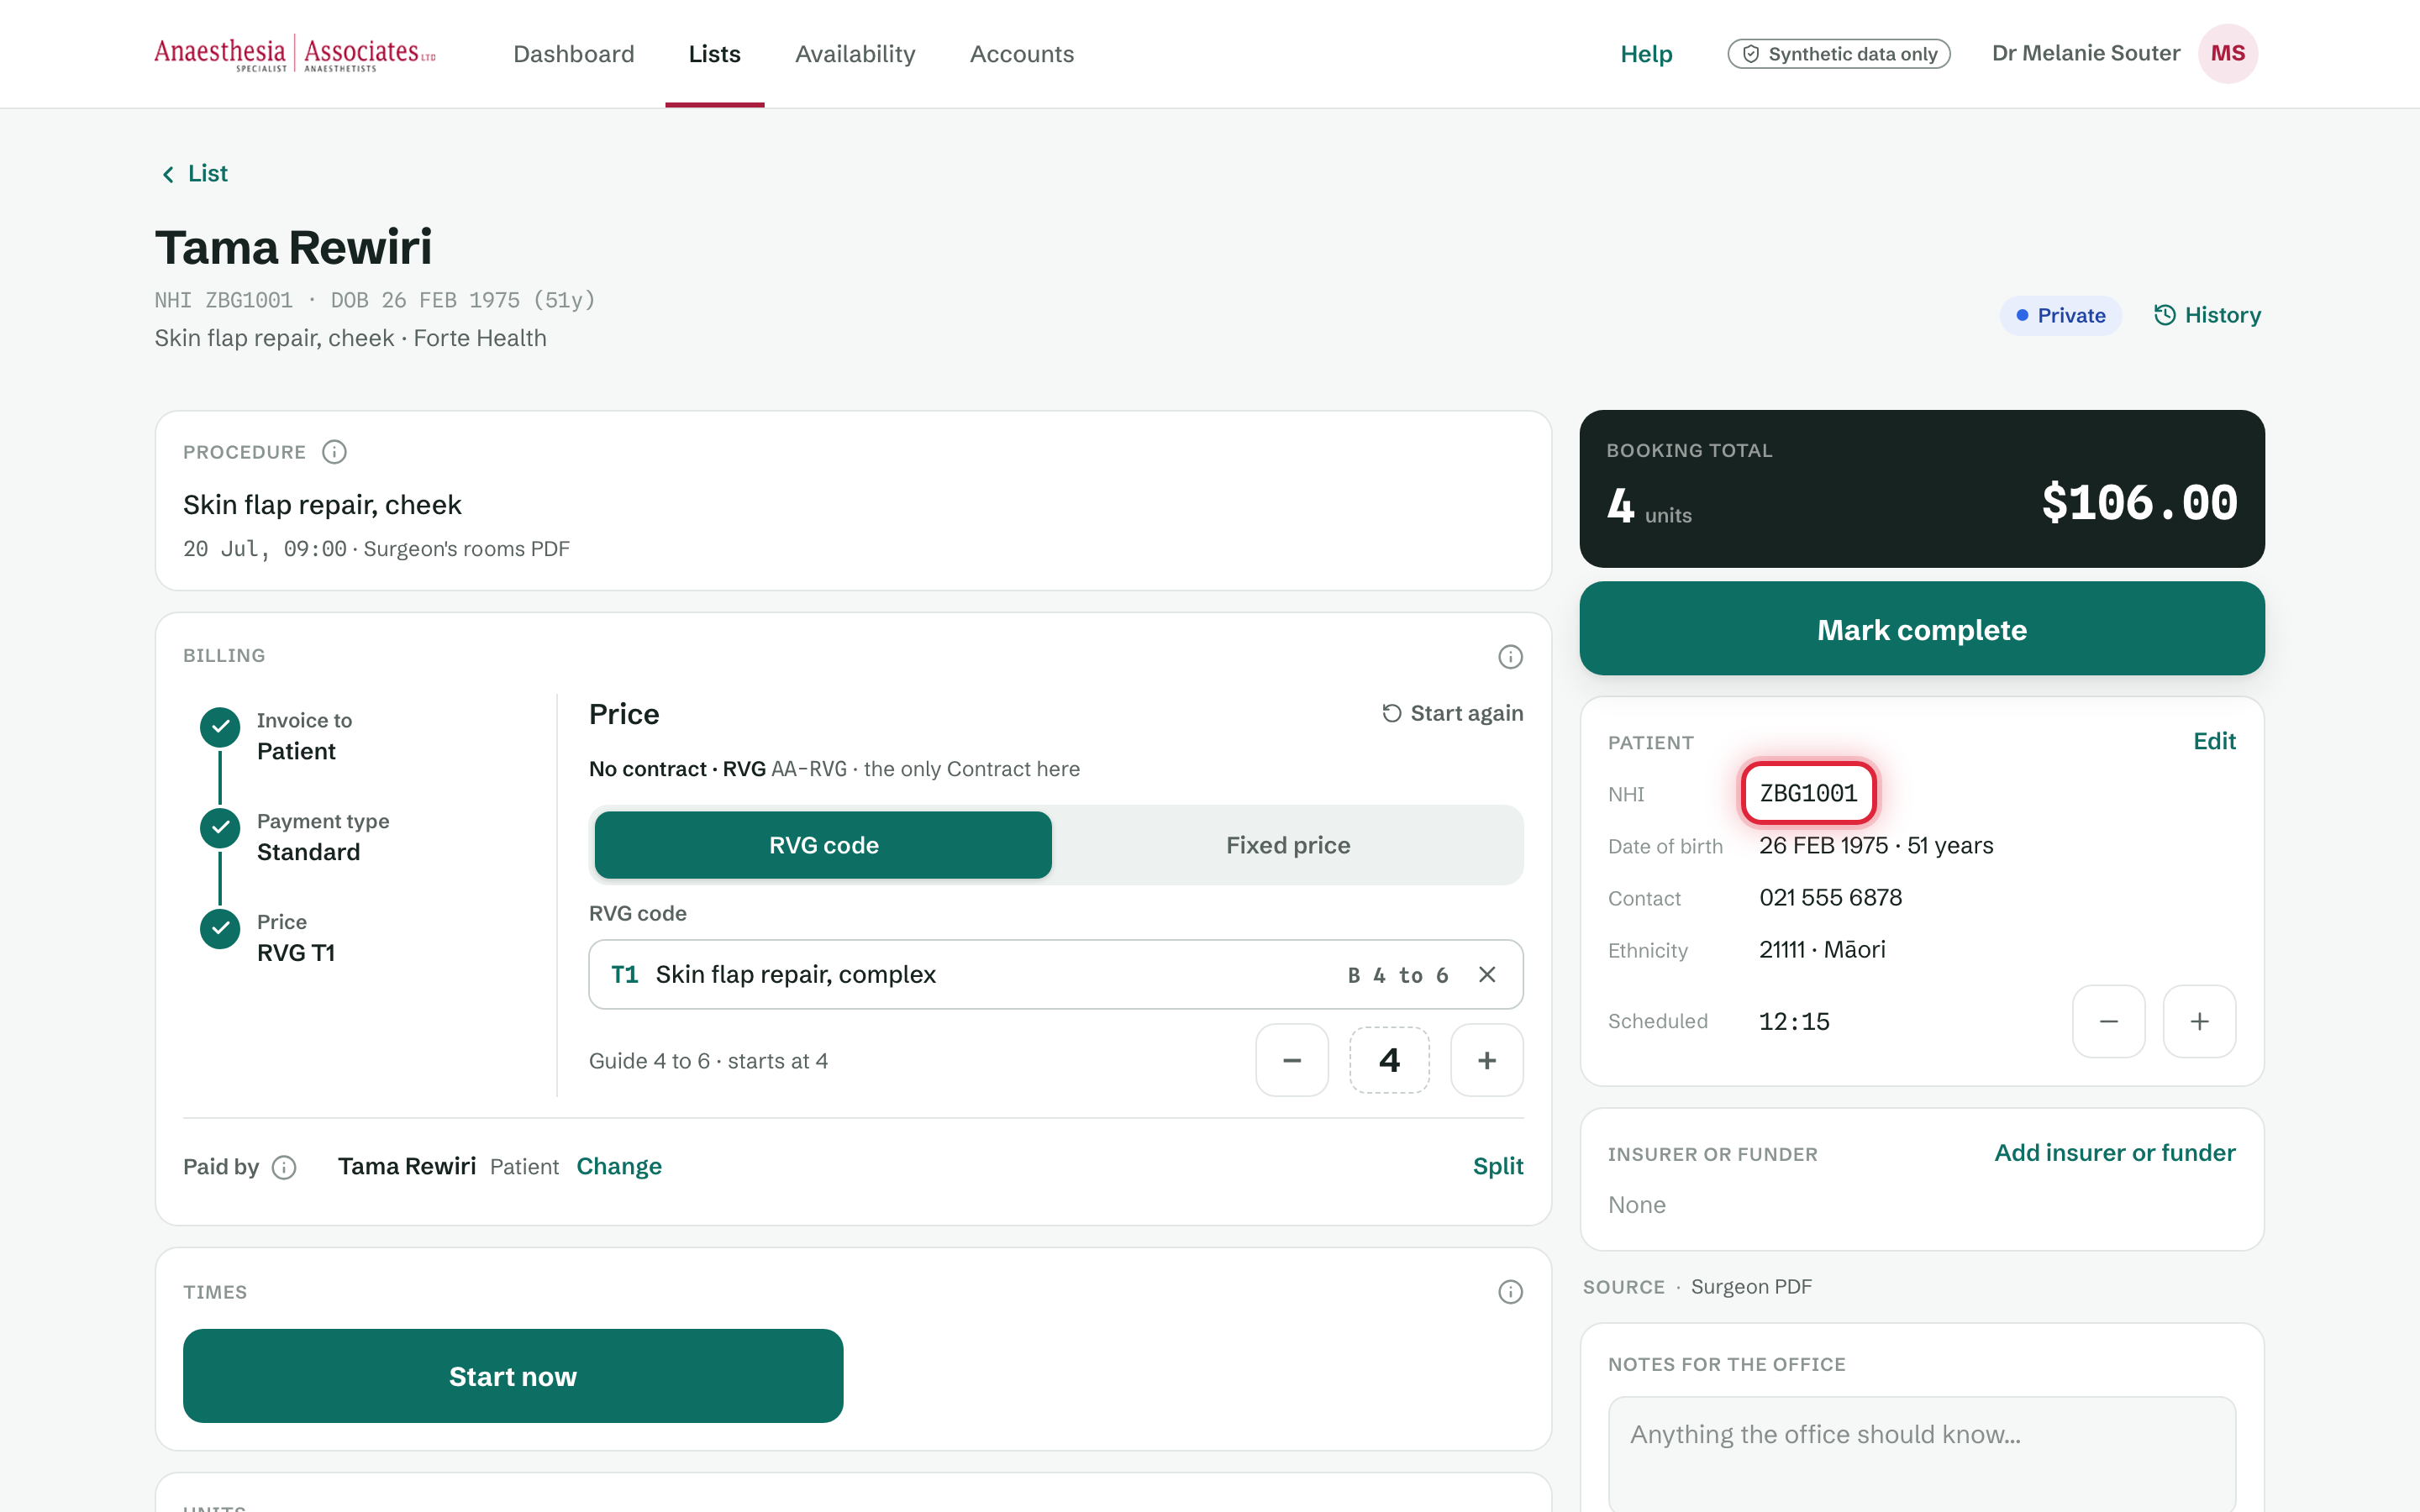 Anaesthesia | Associates LTD
SPECIALIST ANAESTHETISTS
Dashboard
Lists
Availability
Accounts
Help
Synthetic data only
Dr Melanie Souter
MS
List
Tama Rewiri
NHI ZBG1001 · DOB 26 FEB 1975 (51y)
Skin flap repair, cheek · Forte Health
Private
History
PROCEDURE
Skin flap repair, cheek
20 Jul, 09:00 · Surgeon's rooms PDF
BILLING
Invoice to
Patient
Payment type
Standard
Price
RVG T1
Price
Start again
No contract · RVG AA-RVG · the only Contract here
RVG code
Fixed price
RVG code
T1 Skin flap repair, complex B 4 to 6
Guide 4 to 6 · starts at 4
4
Paid by Tama Rewiri Patient Change Split
TIMES
Start now
BOOKING TOTAL
4 units $106.00
Mark complete
PATIENT Edit
NHI ZBG1001
Date of birth 26 FEB 1975 · 51 years
Contact 021 555 6878
Ethnicity 21111 · Māori
Scheduled 12:15
INSURER OR FUNDER Add insurer or funder
None
SOURCE · Surgeon PDF
NOTES FOR THE OFFICE
Anything the office should know...